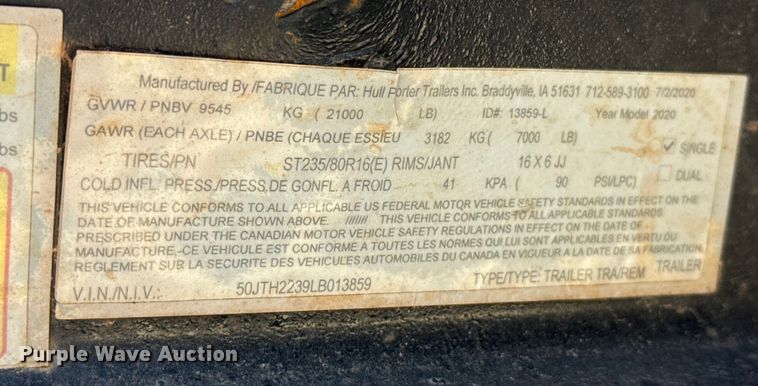 Manufactured By /FABRIQUE PAR: Hull Porter Trailers Inc. Braddyville, IA 51631 712-589-3100 7/2/2020
GVWR / PNBV 9545 KG ( 21000 LB) ID#: 13859-L Year Model 2020
GAWR (EACH AXLE) / PNBE (CHAQUE ESSIEU 3182 KG ( 7000 LB)
SINGLE
TIRES/PN ST235/80R16(E) RIMS/JANT 16 X 6 JJ
DUAL
COLD INFL. PRESS./PRESS,DE GONFL. A FROID 41 KPA ( 90 PSI/LPC)
THIS VEHICLE CONFORMS TO ALL APPLICABLE US FEDERAL MOTOR VEHICLE SAFETY STANDARDS IN EFFECT ON THE
DATE OF MANUFACTURE SHOWN ABOVE. ////// THIS VEHICLE CONFORMS TO ALL APPLICABLE STANDARDS
PRESCRIBED UNDER THE CANADIAN MOTOR VEHICLE SAFETY REGULATIONS IN EFFECT ON THE DATE OF
MANUFACTURE,-CE VEHICULE EST CONFORME A TOUTES LES NORMES QUI LUI SONT APPLICABLES EN VERTU DU
REGLEMENT SUR LA SECURITE DES VEHICULES AUTOMOBILES DU CANADA EN VIGUEUR A LA DATE DE SA FABRICATION
V.I.N./N.I.V.: 50JTH2239LB013859 TYPE/TYPE: TRAILER TRA/REM TRAILER
T
bs
bs
Purple Wave Auction